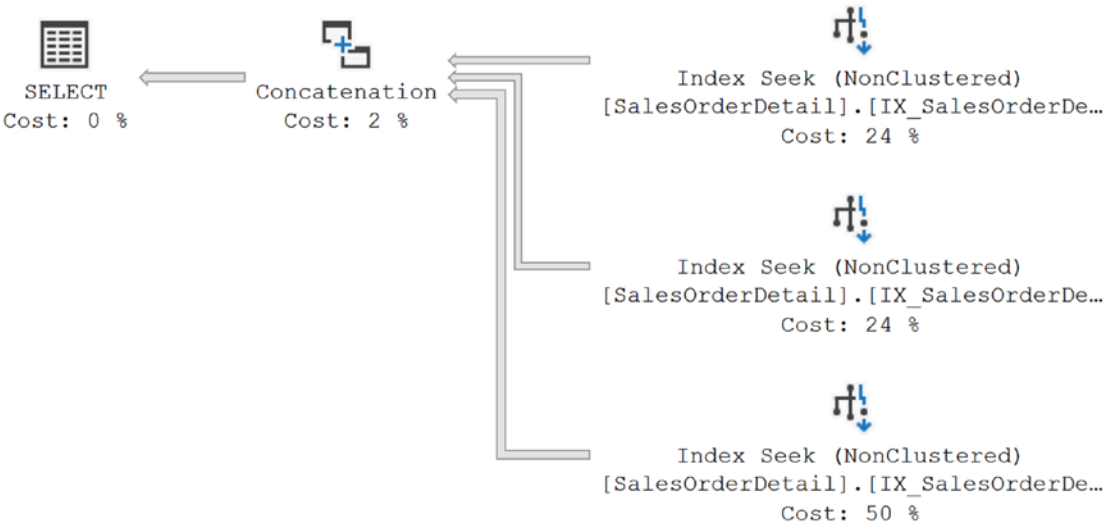 SELECT
Cost: 0 %
Concatenation
Cost: 2 %
Index Seek (NonClustered)
[SalesOrderDetail].[IX_SalesOrderDe…
Cost: 24 %
Index Seek (NonClustered)
[SalesOrderDetail].[IX_SalesOrderDe…
Cost: 24 %
Index Seek (NonClustered)
[SalesOrderDetail].[IX_SalesOrderDe…
Cost: 50 %